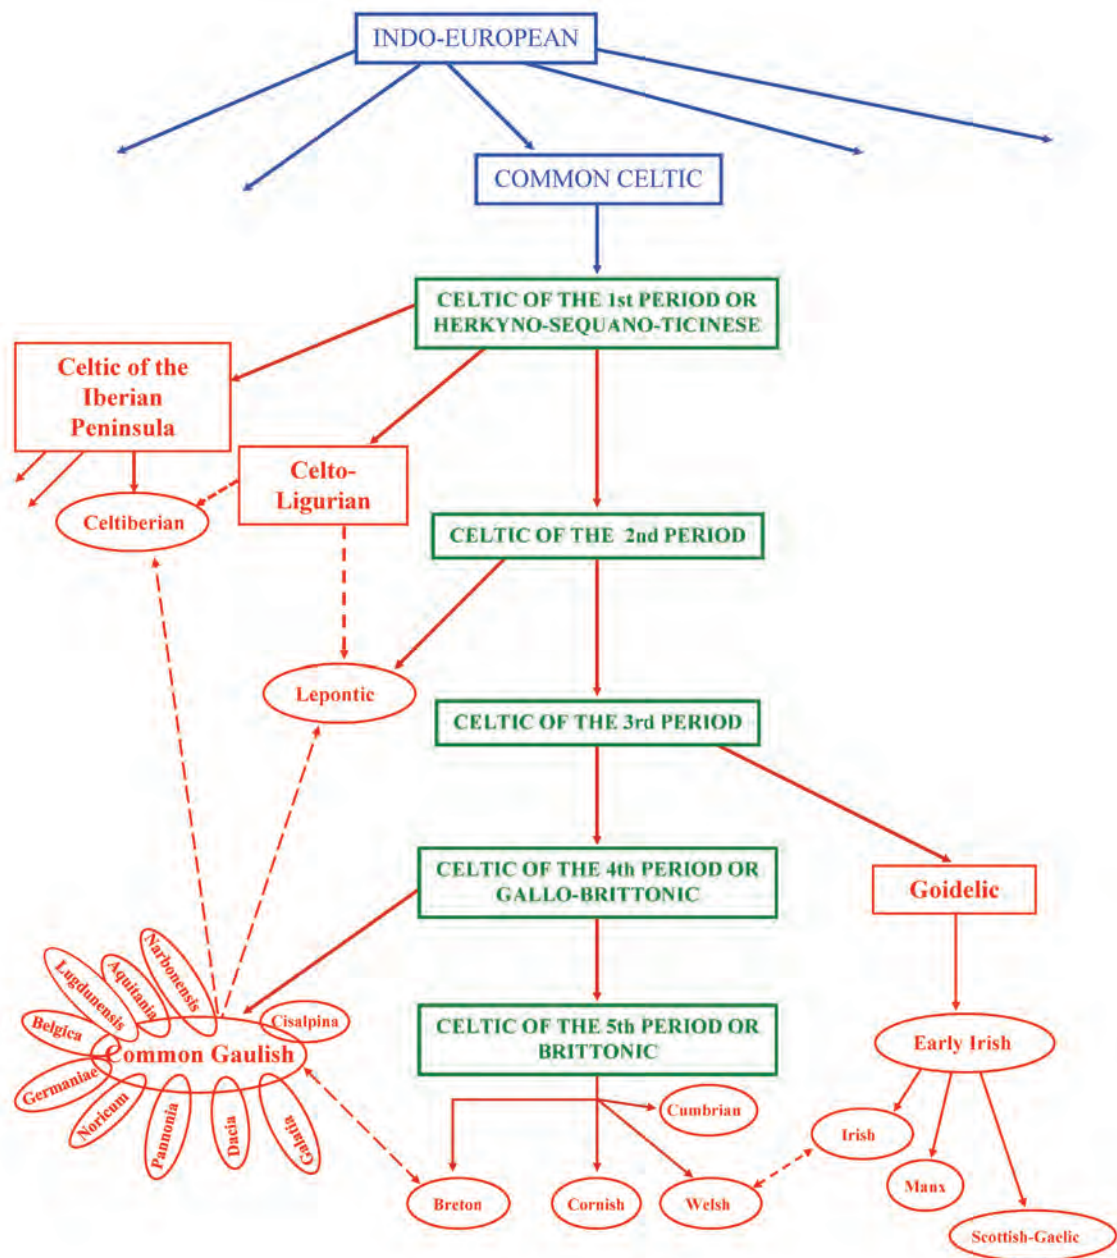 INDO-EUROPEAN
COMMON CELTIC
CELTIC OF THE 1st PERIOD OR
HERKYNO-SEQUANO-TICINESE
Celtic of the
Iberian
Peninsula
Celto-
Ligurian
Celtiberian
CELTIC OF THE 2nd PERIOD
Lepontic
CELTIC OF THE 3rd PERIOD
CELTIC OF THE 4th PERIOD OR
GALLO-BRITTONIC
Goidelic
Narbonensis
Aquitania
Lugdunensis
Belgica
Cisalpina
Common Gaulish
Germaniae
Noricum
Pannonia
Dacia
Galatia
CELTIC OF THE 5th PERIOD OR
BRITTONIC
Early Irish
Cumbrian
Irish
Manx
Breton
Cornish
Welsh
Scottish-Gaelic